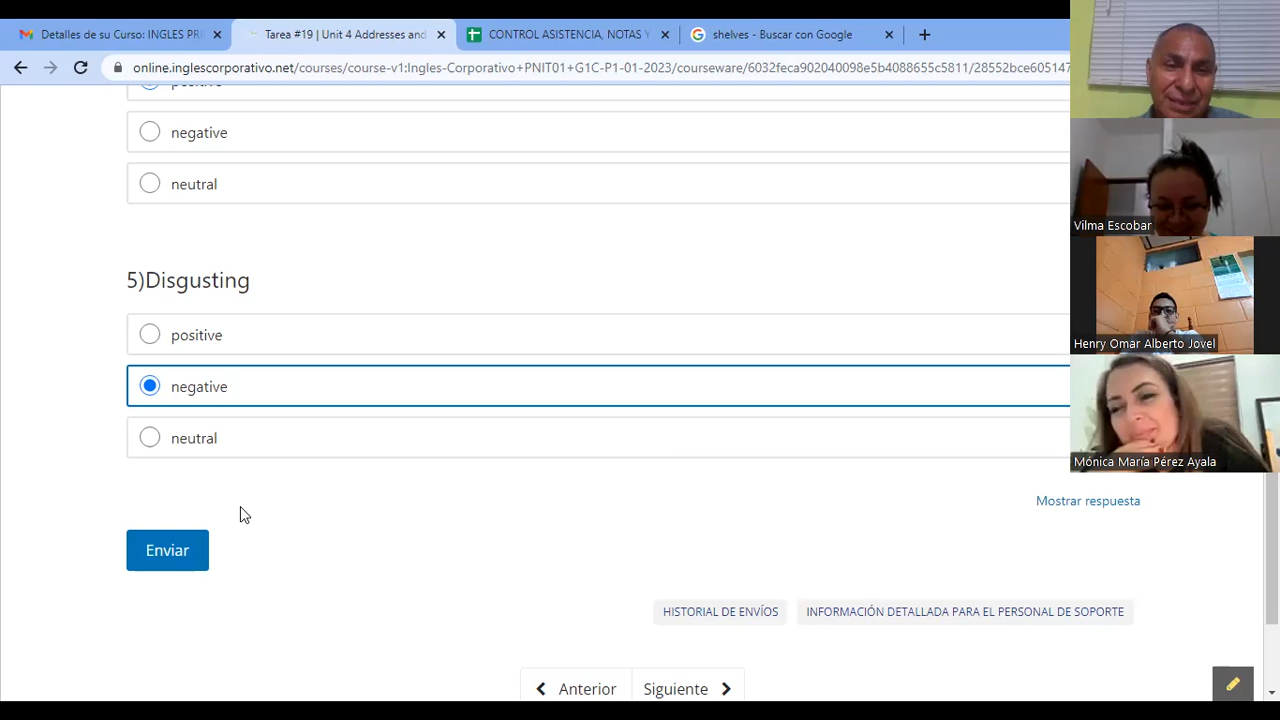 Detalles de su Curso: INGLES PRI
Tarea #19 | Unit 4 Addresses an
CONTROL ASISTENCIA, NOTAS Y
shelves - Buscar con Google
online.inglescorporativo.net/courses/course-v1:Ingles-Corporativo+PNIT01+G1C-P1-01-2023/courseware/6032feca902040098e5b4088655c5811/28552bce605147
positive
negative
neutral
Vilma Escobar
5)Disgusting
positive
Henry Omar Alberto Jovel
negative
neutral
Mónica María Pérez Ayala
Mostrar respuesta
Enviar
HISTORIAL DE ENVÍOS
INFORMACIÓN DETALLADA PARA EL PERSONAL DE SOPORTE
Anterior
Siguiente